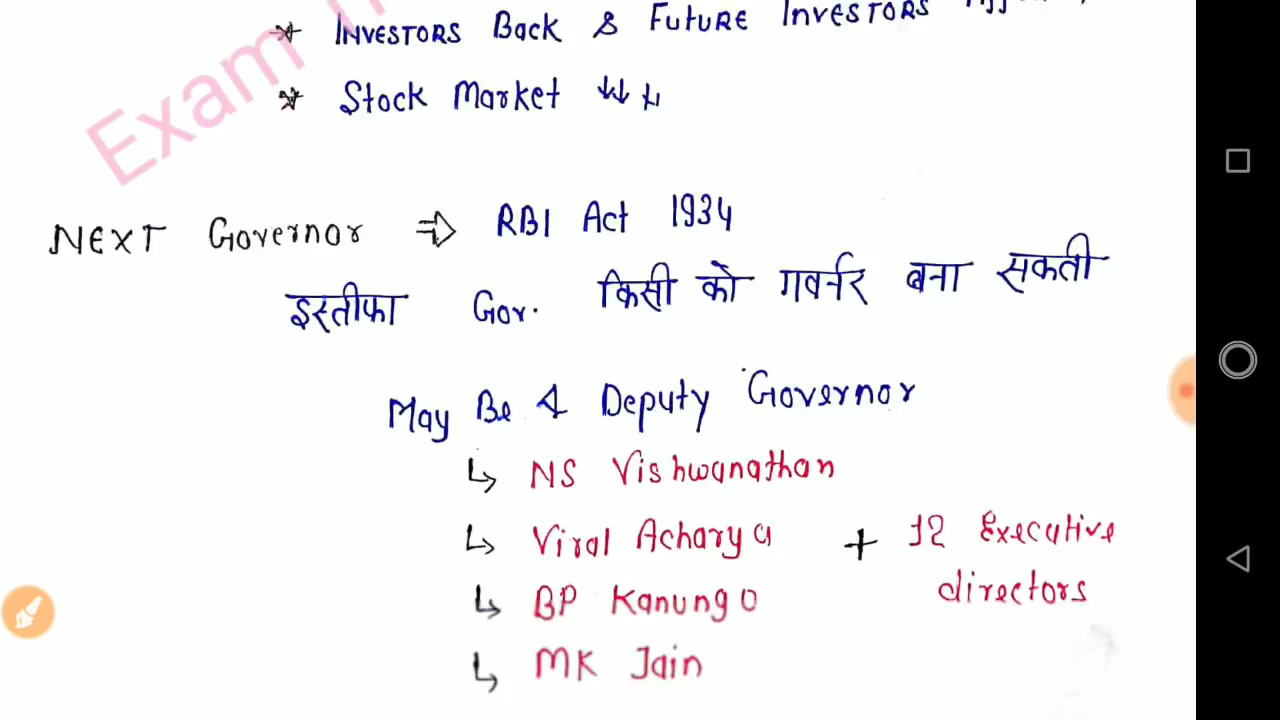 * Investors Back & Future Investors
* Stock Market ↓↓↓
Exam
Next Governor ⇒ RBI Act 1934
इस्तीफा Gov. किसी को गवर्नर बना सकती
May Be 4 Deputy Governor
↳ NS Vishwanathan
↳ Viral Acharya + 12 Executive
directors
↳ BP Kanungo
↳ MK Jain